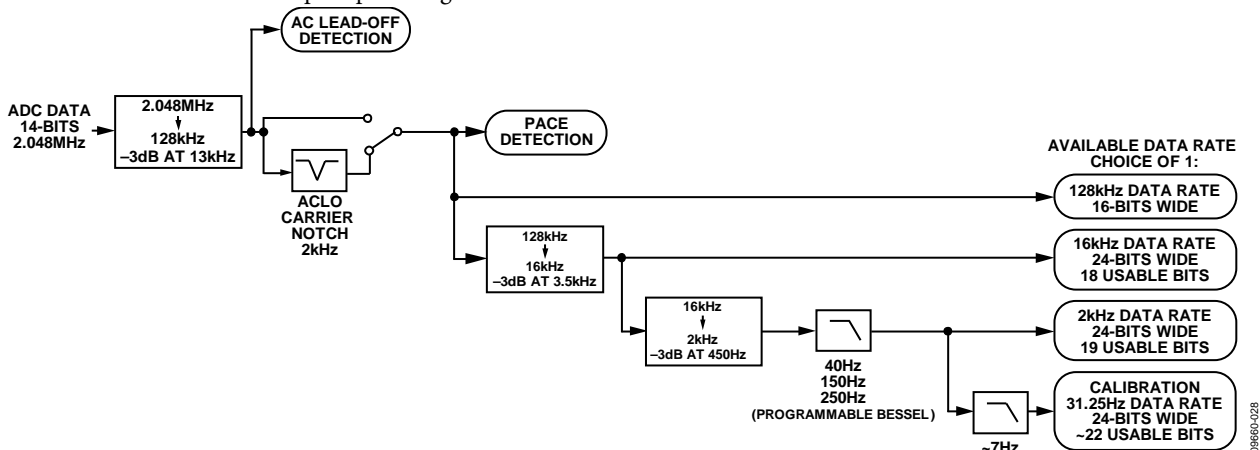 AC LEAD-OFF
DETECTION
ADC DATA
14-BITS
2.048MHz
2.048MHz
128kHz
–3dB AT 13kHz
ACLO
CARRIER
NOTCH
2kHz
PACE
DETECTION
AVAILABLE DATA RATE
CHOICE OF 1:
128kHz DATA RATE
16-BITS WIDE
128kHz
16kHz
–3dB AT 3.5kHz
16kHz DATA RATE
24-BITS WIDE
18 USABLE BITS
16kHz
2kHz
–3dB AT 450Hz
40Hz
150Hz
250Hz
(PROGRAMMABLE BESSEL)
2kHz DATA RATE
24-BITS WIDE
19 USABLE BITS
~7Hz
CALIBRATION
31.25Hz DATA RATE
24-BITS WIDE
~22 USABLE BITS
09660-028